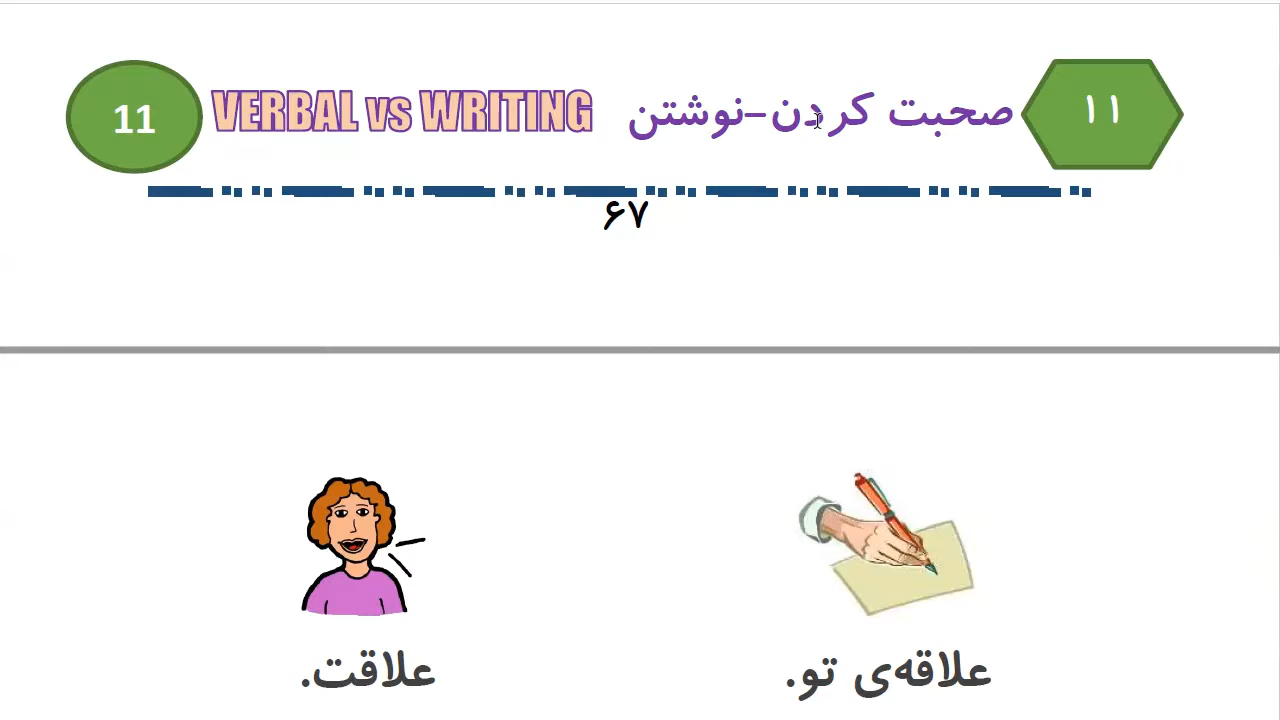 11 VERBAL vs WRITING صحبت کردن-نوشتن ۱۱
۶۷
علاقه‌ی تو.
علاقت.